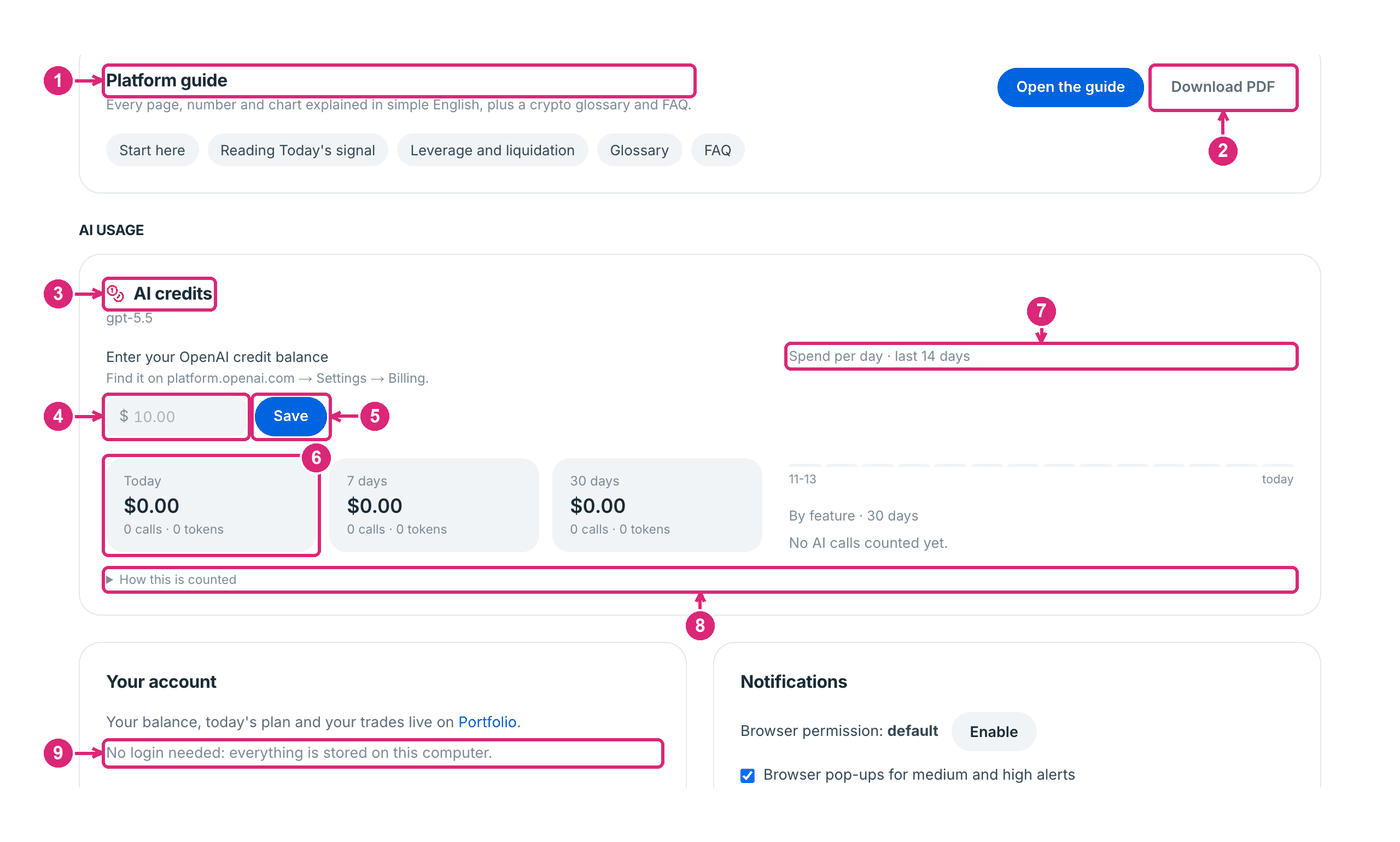 1 Platform guide
Every page, number and chart explained in simple English, plus a crypto glossary and FAQ.
Open the guide Download PDF
2
Start here Reading Today's signal Leverage and liquidation Glossary FAQ
AI USAGE
3 AI credits
gpt-5.5
7
Enter your OpenAI credit balance
Find it on platform.openai.com → Settings → Billing.
Spend per day · last 14 days
4 $ 10.00 Save 5
6
Today 7 days 30 days
$0.00 $0.00 $0.00
0 calls · 0 tokens 0 calls · 0 tokens 0 calls · 0 tokens
11-13 today
By feature · 30 days
No AI calls counted yet.
▶ How this is counted
8
Your account
Your balance, today's plan and your trades live on Portfolio.
9 No login needed: everything is stored on this computer.
Notifications
Browser permission: default Enable
Browser pop-ups for medium and high alerts